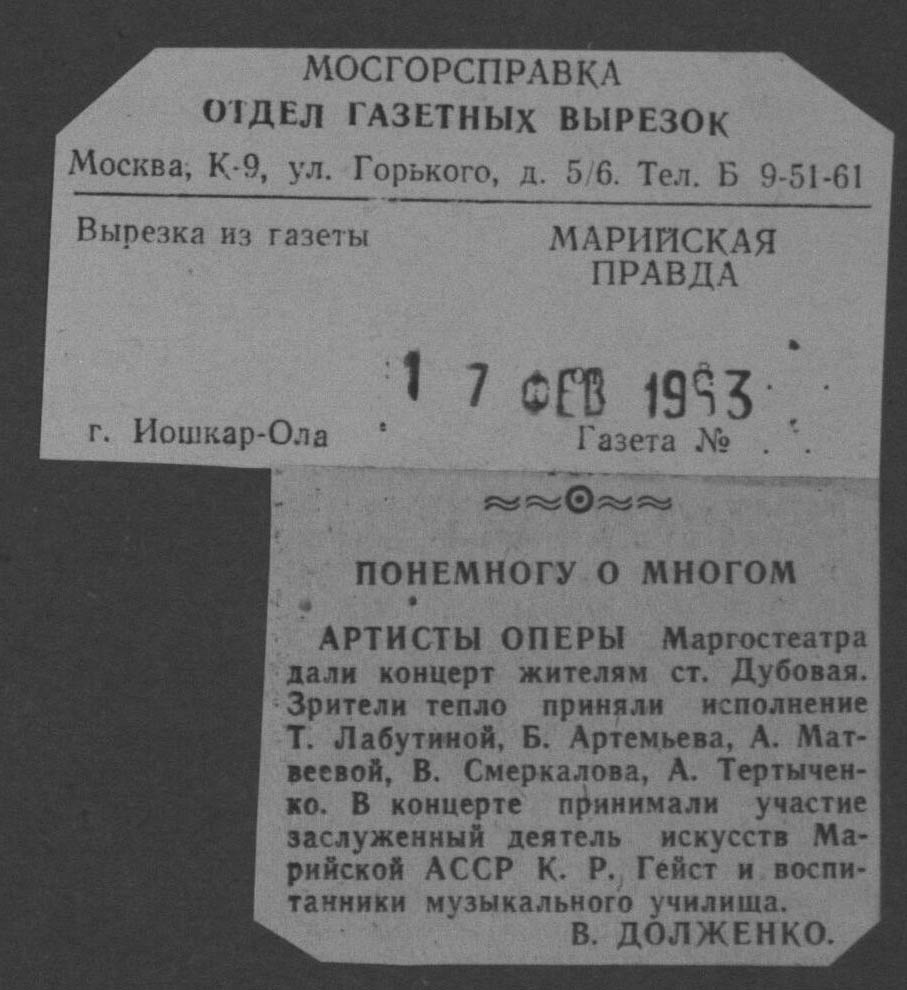 МОСГОРСПРАВКА
ОТДЕЛ ГАЗЕТНЫХ ВЫРЕЗОК
Москва, К-9, ул. Горького, д. 5/6. Тел. Б 9-51-61
Вырезка из газеты
МАРИЙСКАЯ
ПРАВДА
17 ФЕВ
г. Йошкар-Ола
Газета №
ПОНЕМНОГУ О МНОГОМ
АРТИСТЫ ОПЕРЫ Маргостеатра
дали концерт жителям ст. Дубовая.
Зрители тепло приняли исполнение
Т. Лабутиной, Б. Артемьева, А. Мат-
веевой, В. Смеркалова, А. Тертычен-
ко. В концерте принимали участие
заслуженный деятель искусств Ма-
рийской АССР К. Р. Гейст и воспи-
танники музыкального училища.
В. ДОЛЖЕНКО.